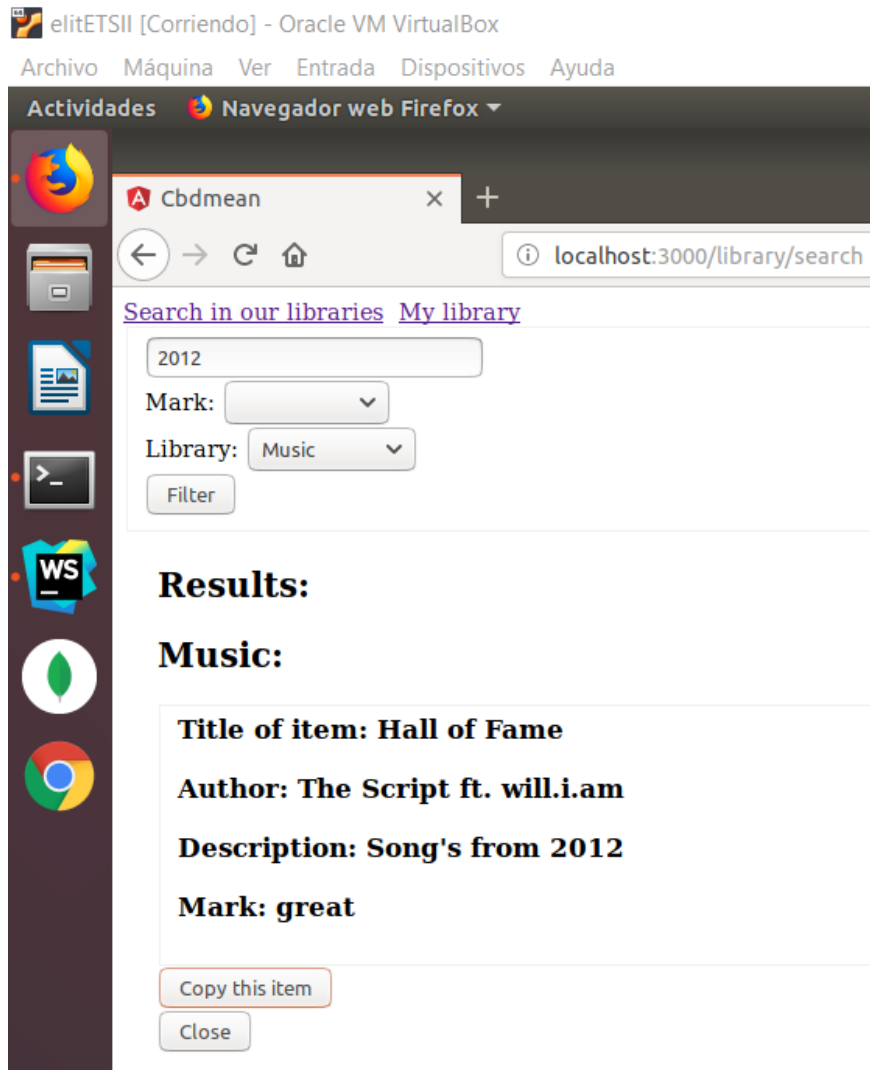 elitETSII [Corriendo] - Oracle VM VirtualBox
Archivo Máquina Ver Entrada Dispositivos Ayuda
Actividades Navegador web Firefox
Cbdmean
localhost:3000/library/search
Search in our libraries My library
2012
Mark:
Library: Music
Filter
Results:
Music:
Title of item: Hall of Fame
Author: The Script ft. will.i.am
Description: Song's from 2012
Mark: great
Copy this item
Close
>_
WS